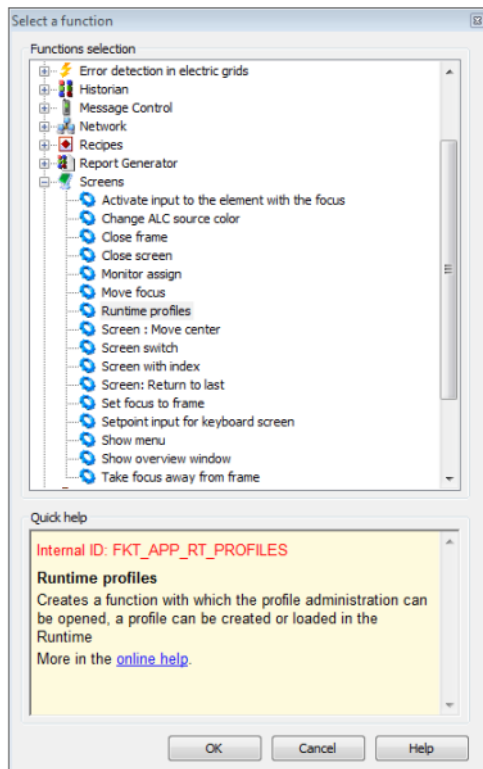 Select a function
Functions selection
Error detection in electric grids
Historian
Message Control
Network
Recipes
Report Generator
Screens
Activate input to the element with the focus
Change ALC source color
Close frame
Close screen
Monitor assign
Move focus
Runtime profiles
Screen : Move center
Screen switch
Screen with index
Screen: Return to last
Set focus to frame
Setpoint input for keyboard screen
Show menu
Show overview window
Take focus away from frame
Quick help
Internal ID: FKT_APP_RT_PROFILES
Runtime profiles
Creates a function with which the profile administration can
be opened, a profile can be created or loaded in the
Runtime
More in the online help.
OK Cancel Help